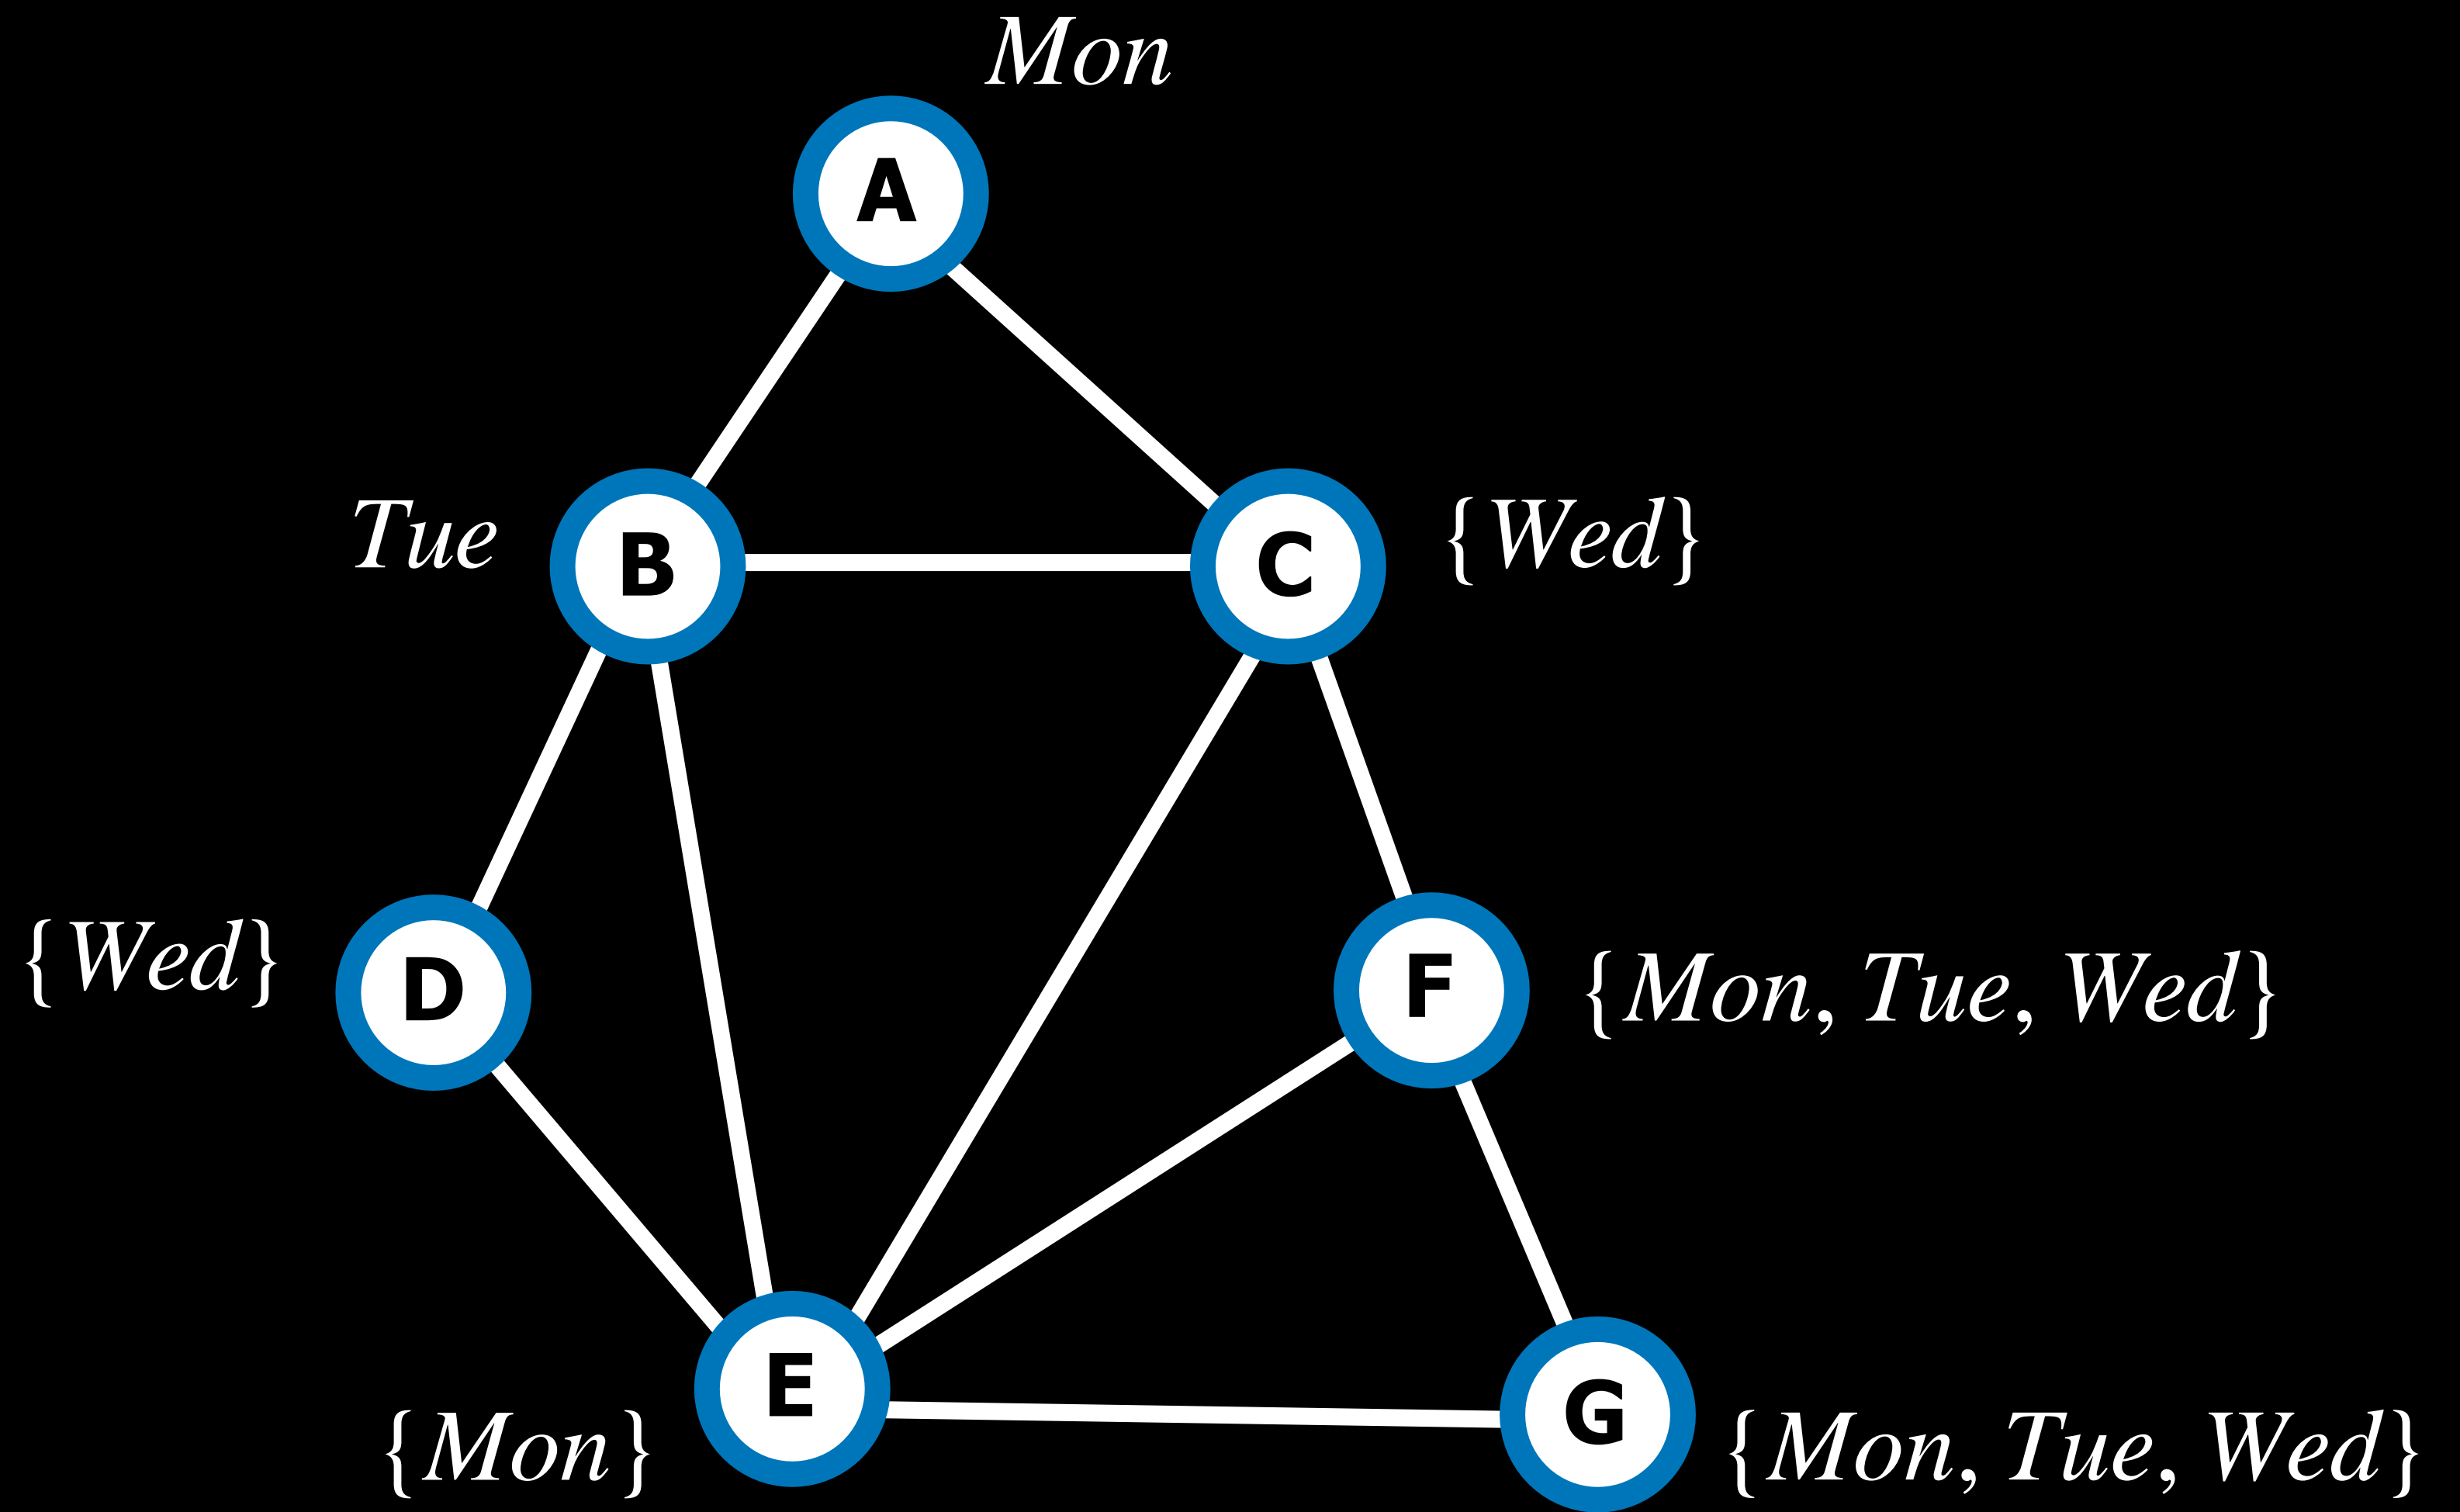 Mon
A
Tue
B
C
{Wed}
{Wed}
D
F
{Mon, Tue, Wed}
E
{Mon}
G
{Mon, Tue, Wed}